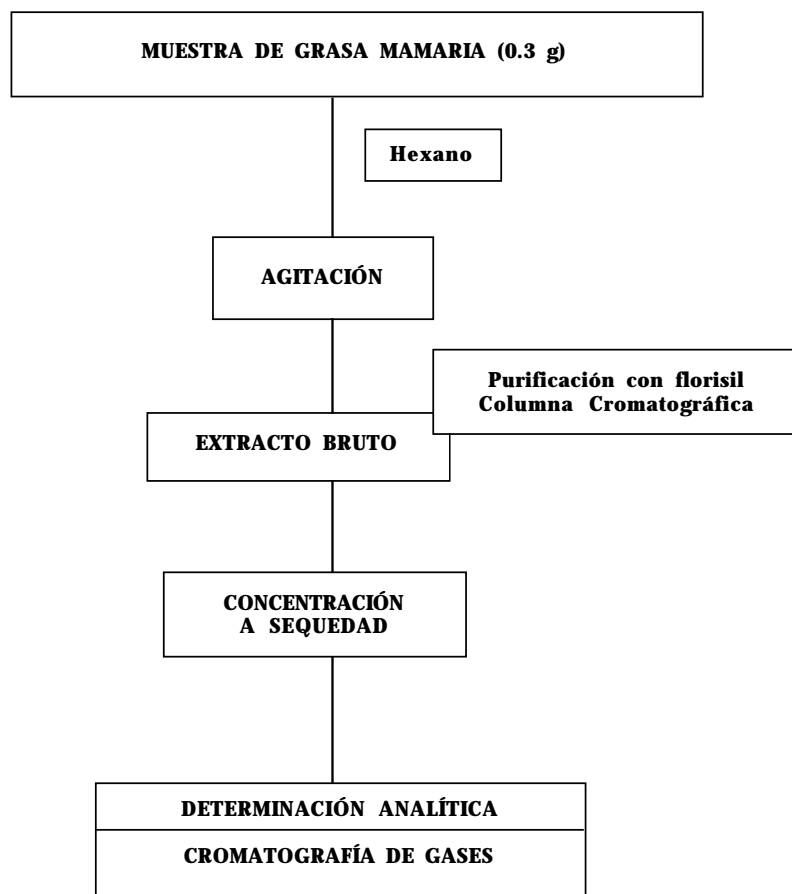 MUESTRA DE GRASA MAMARIA (0.3 g)
Hexano
AGITACIÓN
Purificación con florisil
Columna Cromatográfica
EXTRACTO BRUTO
CONCENTRACIÓN
A SEQUEDAD
DETERMINACIÓN ANALÍTICA
CROMATOGRAFÍA DE GASES